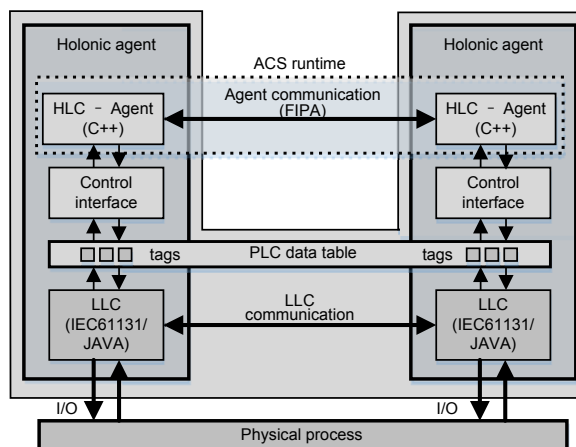 Holonic agent
Holonic agent
ACS runtime
Agent communication
(FIPA)
HLC – Agent
(C++)
HLC – Agent
(C++)
Control
interface
Control
interface
tags
PLC data table
tags
LLC
(IEC61131/
JAVA)
LLC
communication
LLC
(IEC61131/
JAVA)
I/O
I/O
Physical process